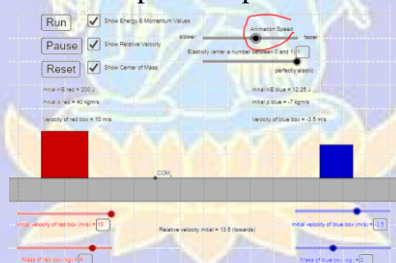 Run
Show Energy & Momentum Values
Animation Speed
slower
faster
Pause
Show Relative Velocity
Elasticity (enter a number between 0 and 1) 1
Reset
Show Center of Mass
perfectly elastic
Initial KE red = 200 J
Initial KE blue = 12.25 J
Initial p red = 40 kgm/s
Initial p blue = -7 kgm/s
Velocity of red box = 10 m/s
Velocity of blue box = -3.5 m/s
COM
Initial velocity of red box (m/s) = 10
Relative velocity initial = 13.5 (towards)
Initial velocity of blue box (m/s) = -3.5
Mass of red box (kg) =
Mass of blue box (kg) =